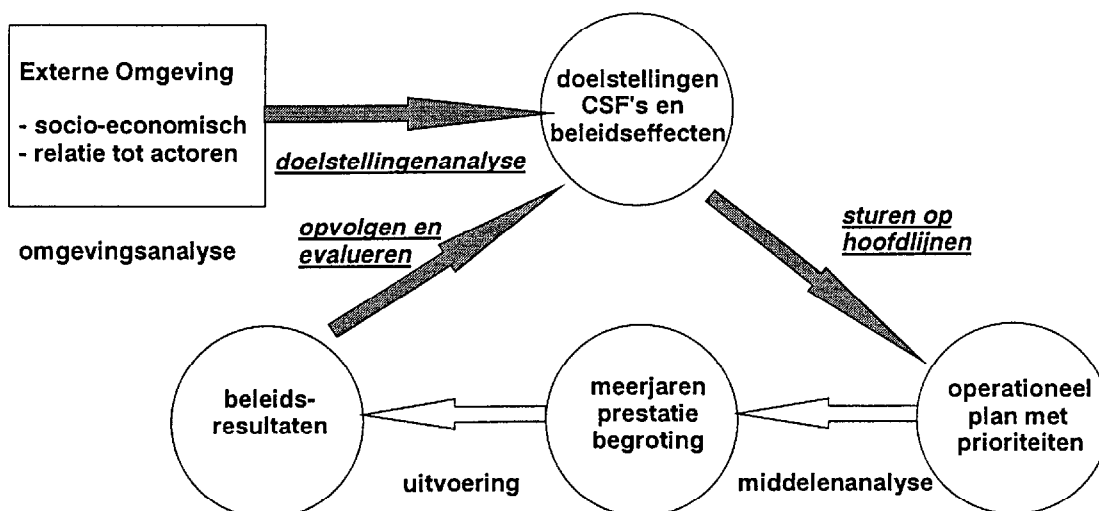 Externe Omgeving
- socio-economisch
- relatie tot actoren
omgevingsanalyse
doelstellingenanalyse
doelstellingen
CSF's en
beleidseffecten
opvolgen en
evalueren
sturen op
hoofdlijnen
beleids-
resultaten
uitvoering
meerjaren
prestatie
begroting
middelenanalyse
operationeel
plan met
prioriteiten